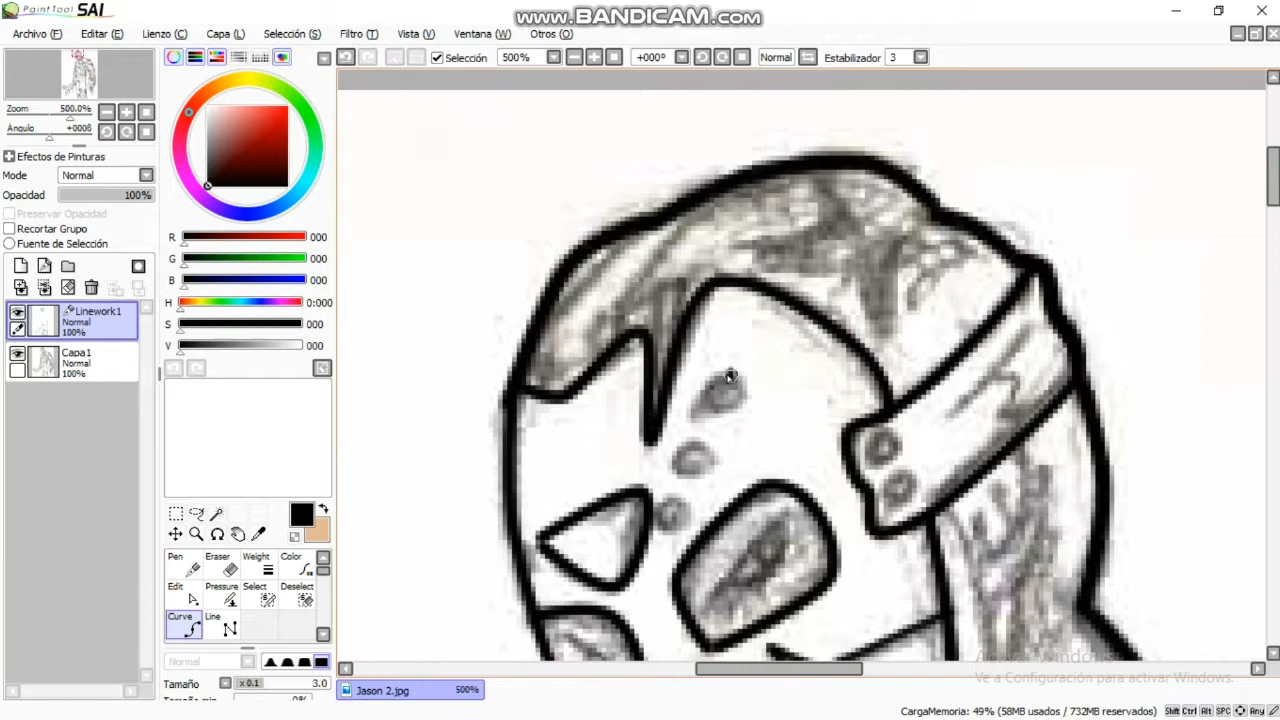 PaintTool SAI
www.BANDICAM.com
Archivo (F) Editar (E) Lienzo (C) Capa (L) Selección (S) Filtro (T) Vista (V) Ventana (W) Otros (O)
Selección 500% +000º Normal Estabilizador 3
Zoom 500.0%
Ángulo +000
Efectos de Pinturas
Modo Normal
Opacidad 100%
Preservar Opacidad
Recortar Grupo
Fuente de Selección
Linework1
Normal
100%
Capa1
Normal
100%
R 000
G 000
B 000
H 0:000
S 000
V 000
Pen Eraser Weight Color
Edit Pressure Select Deselect
Curve Line
Normal
Tamaño x 0.1 3.0
0%
Jason 2.jpg 500%
Ve a Configuración para activar Windows.
CargaMemoria: 49% (58MB usados / 732MB reservados) Shift Ctrl Alt SPC Any